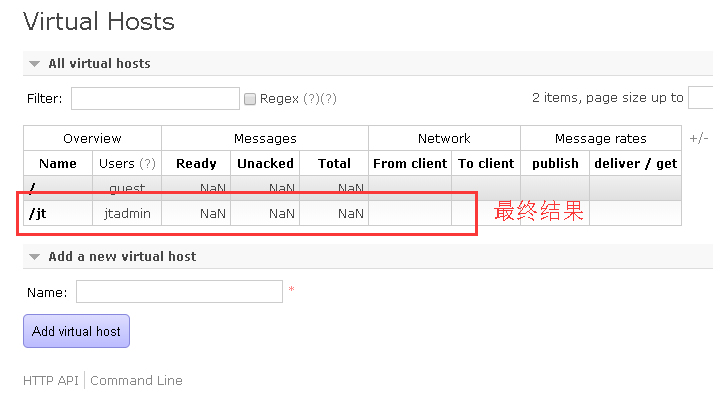 Virtual Hosts
All virtual hosts
Filter: Regex (?)(?) 2 items, page size up to
Overview Messages Network Message rates +/-
Name Users (?) Ready Unacked Total From client To client publish deliver / get
/ guest NaN NaN NaN
/jt jtadmin NaN NaN NaN 最终结果
Add a new virtual host
Name: *
Add virtual host
HTTP API Command Line